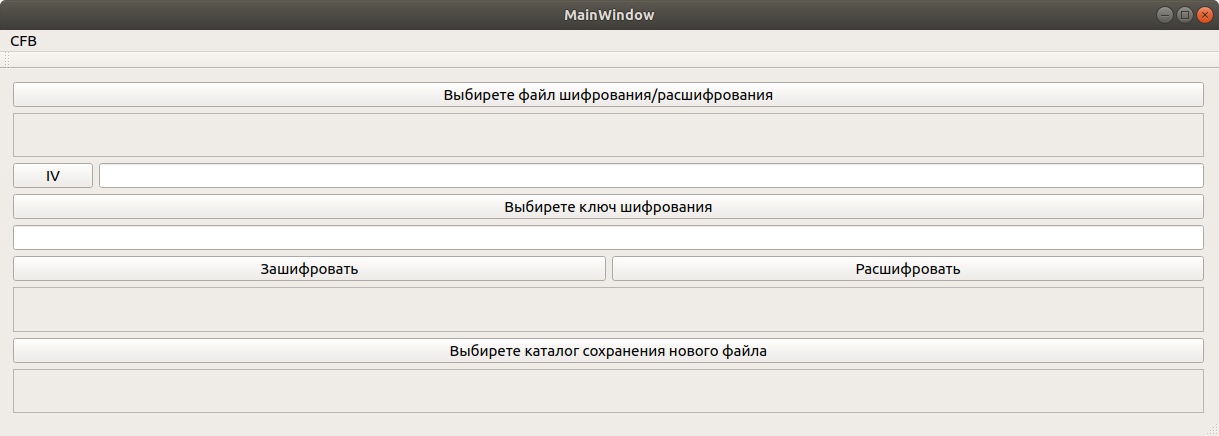 MainWindow
CFB
Выбирете файл шифрования/расшифрования
IV
Выбирете ключ шифрования
Зашифровать Расшифровать
Выбирете каталог сохранения нового файла